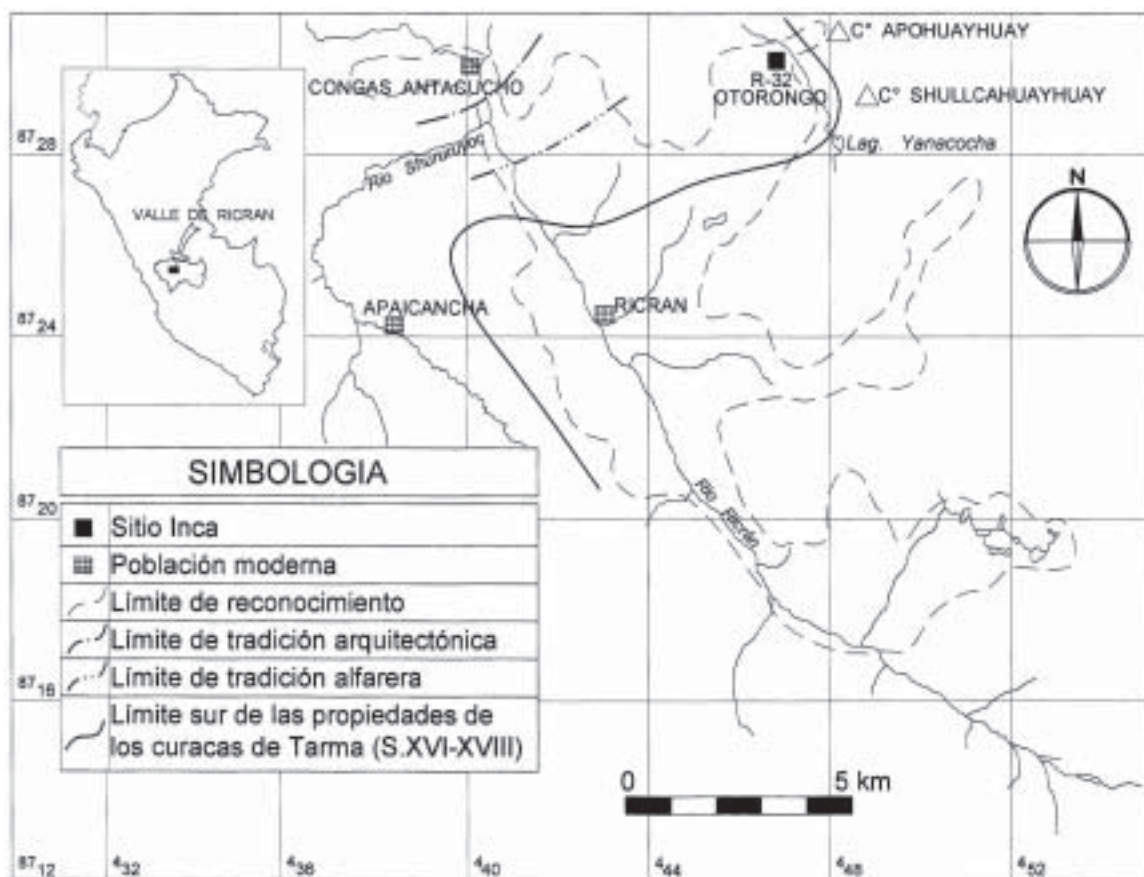 C° APOHUAYHUAY
CONGAS ANTACUCHO
R-32
OTORONGO
C° SHULLCAHUAYHUAY
87 28
Lag. Yanacocha
N
VALLE DE RICRAN
APAICANCHA
RICRAN
87 24
SIMBOLOGIA
Río Ricrán
87 20
Sitio Inca
Población moderna
Límite de reconocimiento
Límite de tradición arquitectónica
Límite de tradición alfarera
87 16
Límite sur de las propiedades de
los curacas de Tarma (S.XVI-XVIII)
0 5 km
87 12
4 32
4 36
4 40
4 44
4 48
4 52